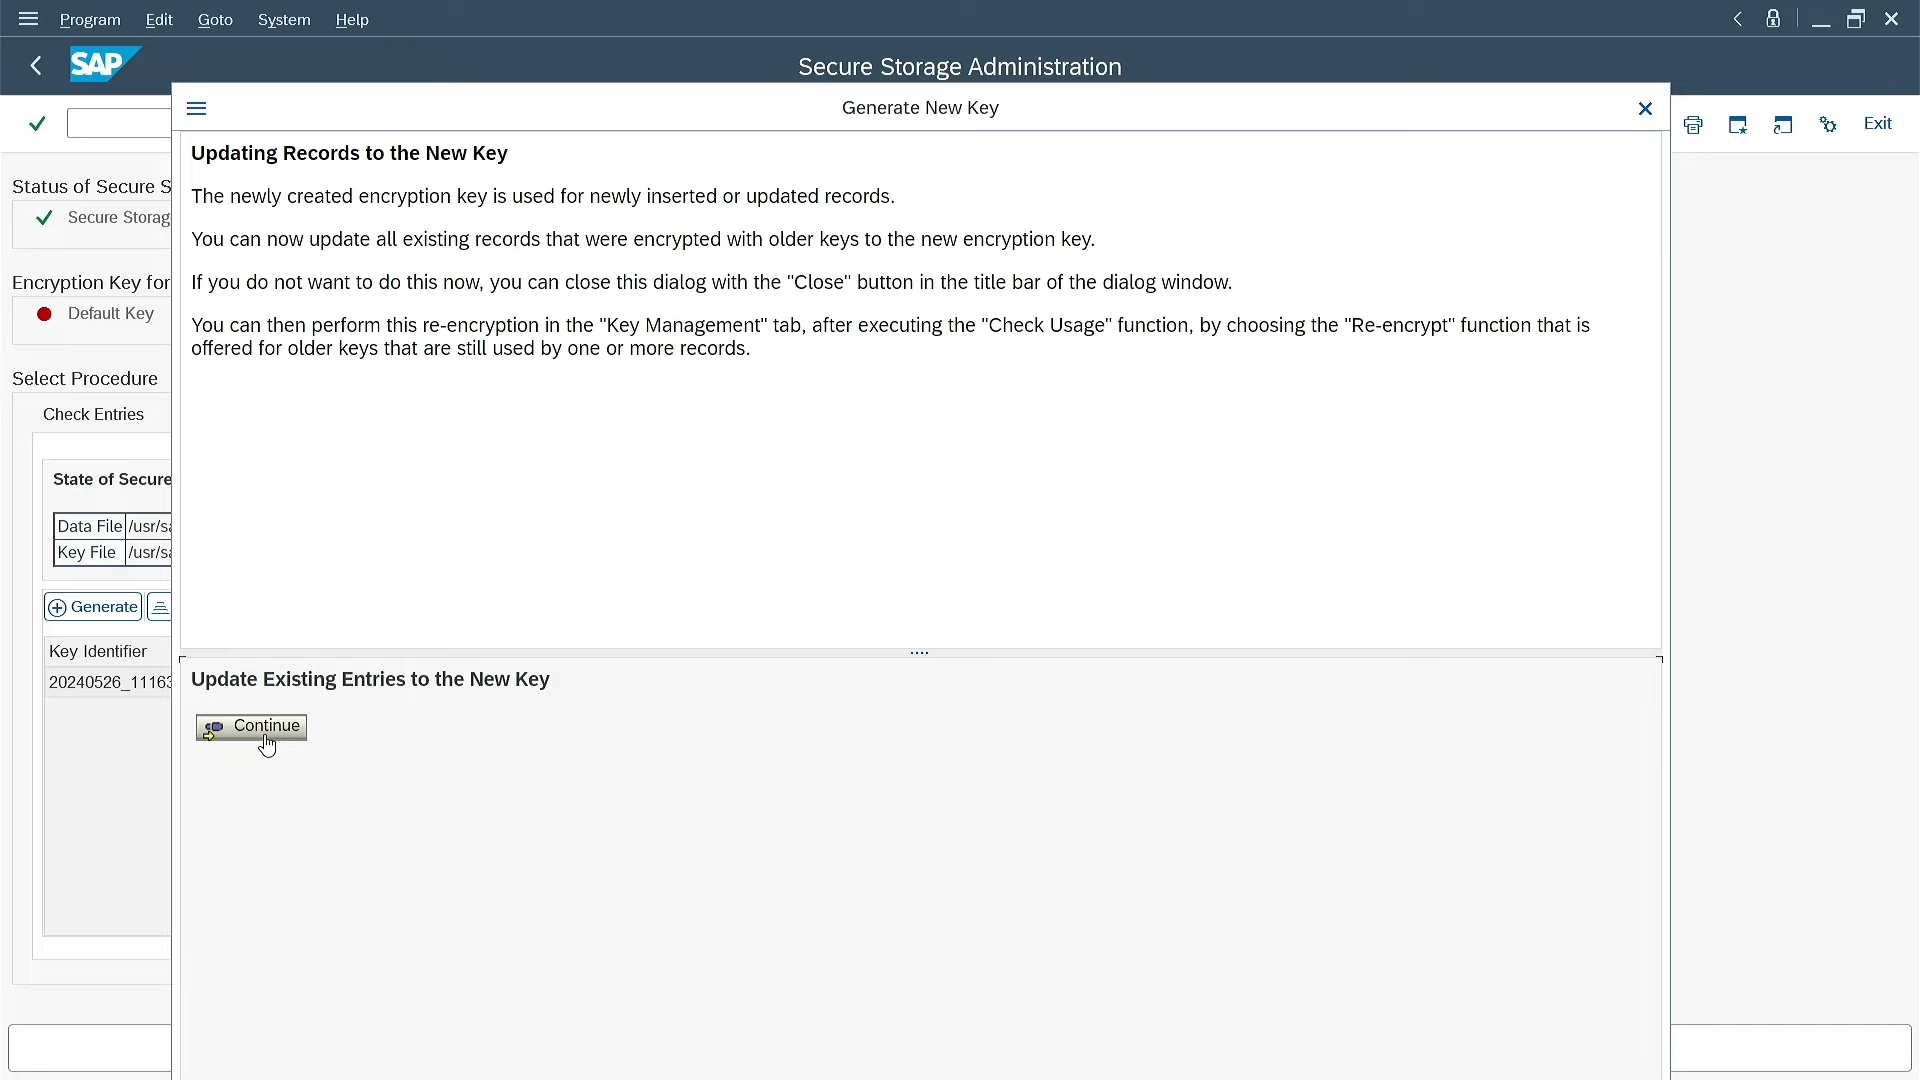 Program Edit Goto System Help
SAP
Secure Storage Administration
Generate New Key
Exit
Updating Records to the New Key
The newly created encryption key is used for newly inserted or updated records.
You can now update all existing records that were encrypted with older keys to the new encryption key.
If you do not want to do this now, you can close this dialog with the "Close" button in the title bar of the dialog window.
You can then perform this re-encryption in the "Key Management" tab, after executing the "Check Usage" function, by choosing the "Re-encrypt" function that is
offered for older keys that are still used by one or more records.
Status of Secure S
Secure Storag
Encryption Key for
Default Key
Select Procedure
Check Entries
State of Secure
Data File /usr/sa
Key File /usr/sa
Generate
Key Identifier
20240526_11163
Update Existing Entries to the New Key
Continue